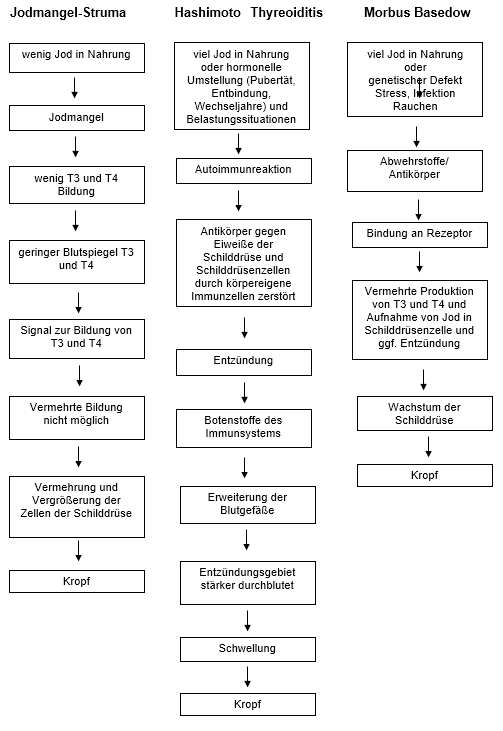 Jodmangel-Struma
wenig Jod in Nahrung
Jodmangel
wenig T3 und T4
Bildung
geringer Blutspiegel T3
und T4
Signal zur Bildung von
T3 und T4
Vermehrte Bildung
nicht möglich
Vermehrung und
Vergrößerung der
Zellen der Schilddrüse
Kropf
Hashimoto Thyreoiditis
viel Jod in Nahrung
oder hormonelle
Umstellung (Pubertät,
Entbindung,
Wechseljahre) und
Belastungssituationen
Autoimmunreaktion
Antikörper gegen
Eiweiße der
Schilddrüse und
Schilddrüsenzellen
durch körpereigene
Immunzellen zerstört
Entzündung
Botenstoffe des
Immunsystems
Erweiterung der
Blutgefäße
Entzündungsgebiet
stärker durchblutet
Schwellung
Kropf
Morbus Basedow
viel Jod in Nahrung
oder
genetischer Defekt
Stress, Infektion
Rauchen
Abwehrstoffe/
Antikörper
Bindung an Rezeptor
Vermehrte Produktion
von T3 und T4 und
Aufnahme von Jod in
Schilddrüsenzelle und
ggf. Entzündung
Wachstum der
Schilddrüse
Kropf